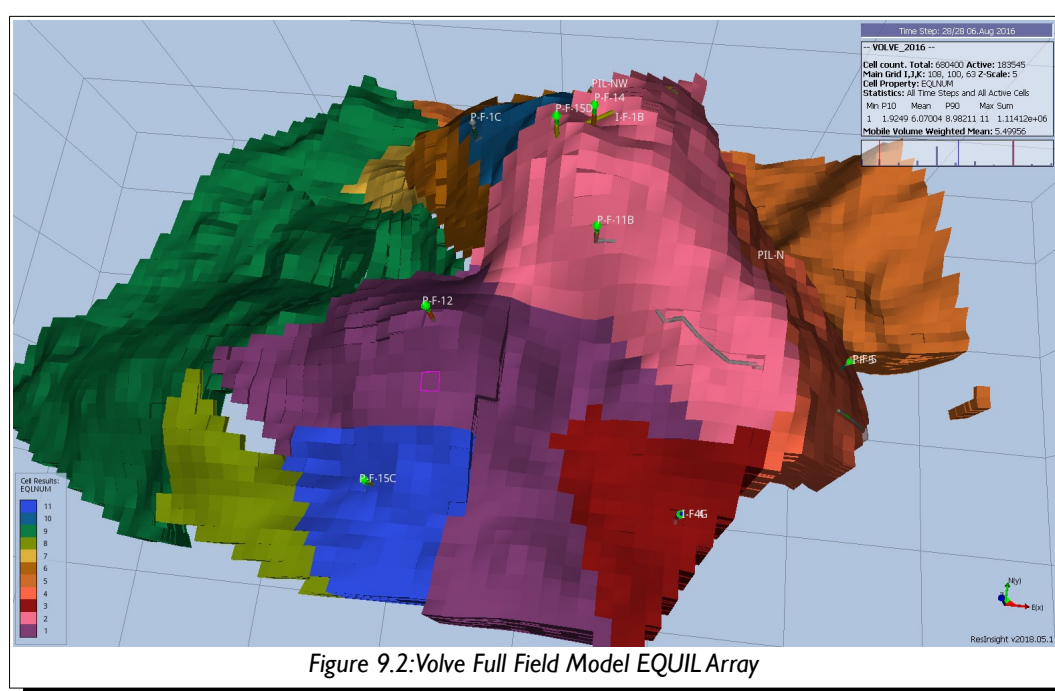 Time Step: 28/28 06.Aug 2016
-- VOLVE_2016 --
Cell count. Total: 680400 Active: 183545
Main Grid I,J,K: 108, 100, 63 Z-Scale: 5
Cell Property: EQLNUM
Statistics: All Time Steps and All Active Cells
Min P10 Mean P90 Max Sum
1 1.9249 6.07004 8.98211 11 1.11412e+06
Mobile Volume Weighted Mean: 5.49956
PIL-NW
P-F-14
P-F-15D
I-F-1B
P-F-1C
P-F-11B
PIL-N
P-F-12
P-F-15C
Cell Results:
EQLNUM
11
10
9
8
7
6
5
4
3
2
1
N(y)
E(x)
ResInsight v2018.05.1
Figure 9.2:Volve Full Field Model EQUIL Array